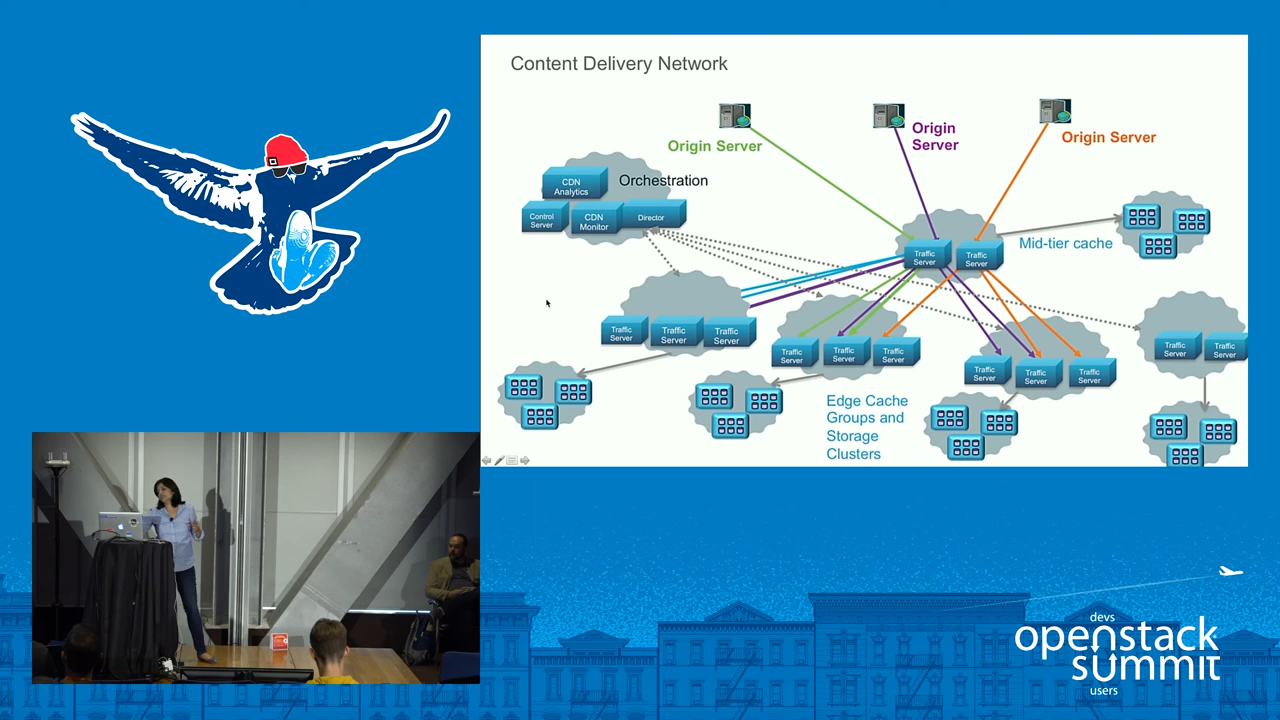 Content Delivery Network
Origin Server
Origin
Server
Origin Server
CDN
Analytics
Orchestration
Control
Server
CDN
Monitor
Director
Traffic
Server
Traffic
Server
Mid-tier cache
Traffic
Server
Traffic
Server
Traffic
Server
Traffic
Server
Traffic
Server
Traffic
Server
Traffic
Server
Traffic
Server
Traffic
Server
Traffic
Server
Traffic
Server
Edge Cache
Groups and
Storage
Clusters
devs
openstack
summit
users